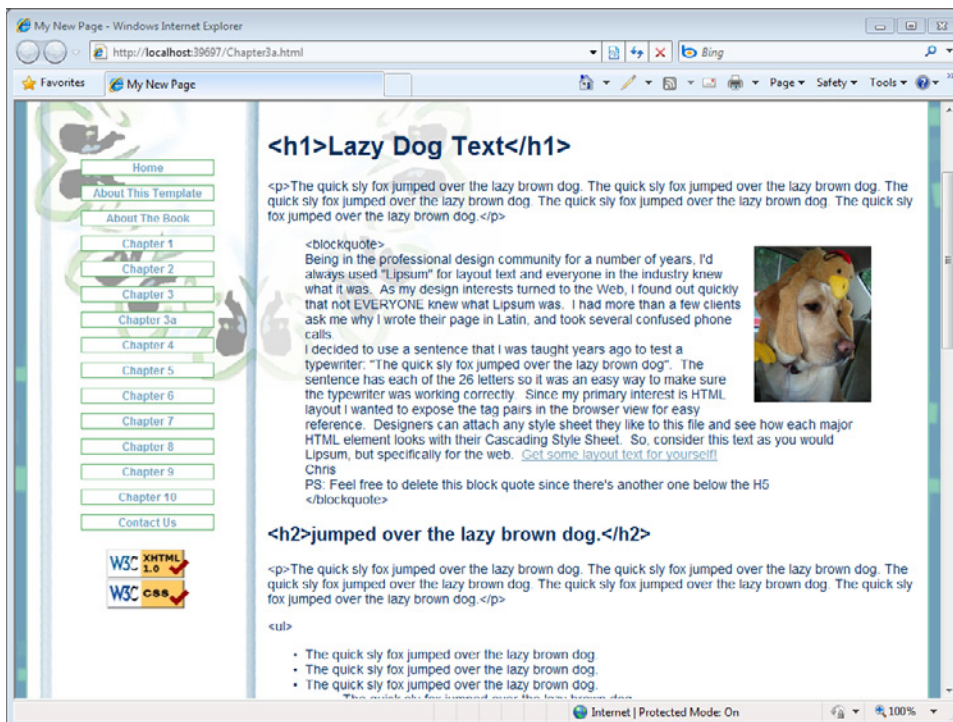 My New Page - Windows Internet Explorer
http://localhost:39697/Chapter3a.html
Bing
Favorites
My New Page
Page
Safety
Tools
Home
About This Template
About The Book
Chapter 1
Chapter 2
Chapter 3
Chapter 3a
Chapter 4
Chapter 5
Chapter 6
Chapter 7
Chapter 8
Chapter 9
Chapter 10
Contact Us
W3C XHTML 1.0
W3C css
<h1>Lazy Dog Text</h1>
<p>The quick sly fox jumped over the lazy brown dog. The quick sly fox jumped over the lazy brown dog. The
quick sly fox jumped over the lazy brown dog. The quick sly fox jumped over the lazy brown dog. The quick sly
fox jumped over the lazy brown dog.</p>
<blockquote>
Being in the professional design community for a number of years, I'd
always used "Lipsum" for layout text and everyone in the industry knew
what it was. As my design interests turned to the Web, I found out quickly
that not EVERYONE knew what Lipsum was. I had more than a few clients
ask me why I wrote their page in Latin, and took several confused phone
calls.
I decided to use a sentence that I was taught years ago to test a
typewriter: "The quick sly fox jumped over the lazy brown dog". The
sentence has each of the 26 letters so it was an easy way to make sure
the typewriter was working correctly. Since my primary interest is HTML
layout I wanted to expose the tag pairs in the browser view for easy
reference. Designers can attach any style sheet they like to this file and see how each major
HTML element looks with their Cascading Style Sheet. So, consider this text as you would
Lipsum, but specifically for the web. Get some layout text for yourself!
Chris
PS: Feel free to delete this block quote since there's another one below the H5
</blockquote>
<h2>jumped over the lazy brown dog.</h2>
<p>The quick sly fox jumped over the lazy brown dog. The quick sly fox jumped over the lazy brown dog. The
quick sly fox jumped over the lazy brown dog. The quick sly fox jumped over the lazy brown dog. The quick sly
fox jumped over the lazy brown dog.</p>
<ul>
• The quick sly fox jumped over the lazy brown dog.
• The quick sly fox jumped over the lazy brown dog.
• The quick sly fox jumped over the lazy brown dog.
The quick sly fox jumped over the lazy brown dog
Internet | Protected Mode: On
100%